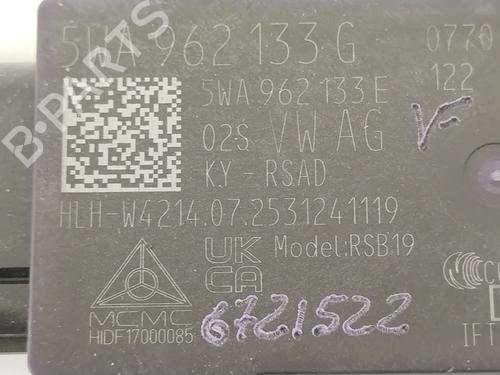 5WA 962 133 G
0770
122
5WA 962 133 E
02S VW AG
V-
KY - RSAD
HLH-W4214.07.2531241119
UK
CA
Model:RSB19
MCMC
HIDF17000085
6721522
IFT
B-PARTS